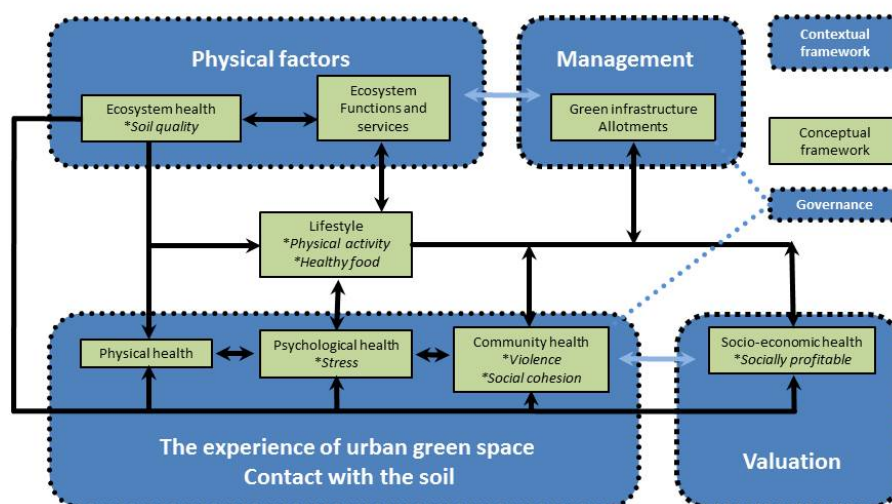 Physical factors
Management
Contextual
framework
Ecosystem health
*Soil quality
Ecosystem
Functions and
services
Green infrastructure
Allotments
Conceptual
framework
Governance
Lifestyle
*Physical activity
*Healthy food
Physical health
Psychological health
*Stress
Community health
*Violence
*Social cohesion
Socio-economic health
*Socially profitable
The experience of urban green space
Contact with the soil
Valuation